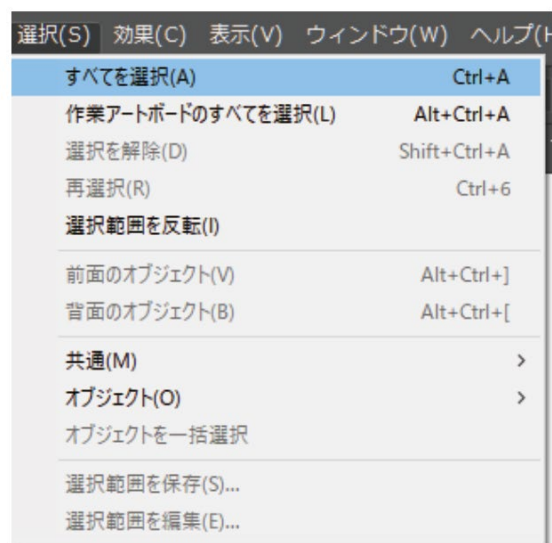 選択(S) 効果(C) 表示(V) ウィンドウ(W) ヘルプ(H
すべてを選択(A) Ctrl+A
作業アートボードのすべてを選択(L) Alt+Ctrl+A
選択を解除(D) Shift+Ctrl+A
再選択(R) Ctrl+6
選択範囲を反転(I)
前面のオブジェクト(V) Alt+Ctrl+]
背面のオブジェクト(B) Alt+Ctrl+[
共通(M) >
オブジェクト(O) >
オブジェクトを一括選択
選択範囲を保存(S)...
選択範囲を編集(E)...